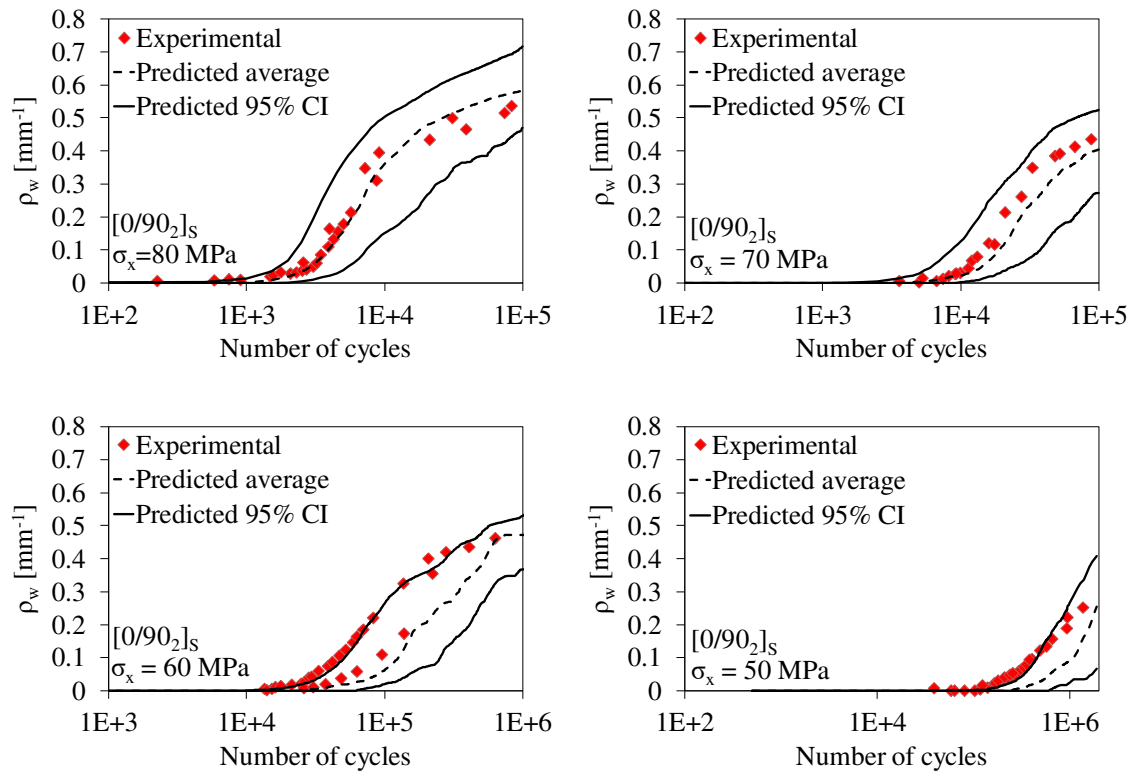 0.8
0.7
0.6
0.5
0.4
0.3
0.2
0.1
0
ρw [mm-1]
Experimental
Predicted average
Predicted 95% CI
[0/902]S
σx=80 MPa
1E+2 1E+3 1E+4 1E+5
Number of cycles
0.8
0.7
0.6
0.5
0.4
0.3
0.2
0.1
0
ρw [mm-1]
Experimental
Predicted average
Predicted 95% CI
[0/902]S
σx = 70 MPa
1E+2 1E+3 1E+4 1E+5
Number of cycles
0.8
0.7
0.6
0.5
0.4
0.3
0.2
0.1
0
ρw [mm-1]
Experimental
Predicted average
Predicted 95% CI
[0/902]S
σx = 60 MPa
1E+3 1E+4 1E+5 1E+6
Number of cycles
0.8
0.7
0.6
0.5
0.4
0.3
0.2
0.1
0
ρw [mm-1]
Experimental
Predicted average
Predicted 95% CI
[0/902]S
σx = 50 MPa
1E+2 1E+4 1E+6
Number of cycles